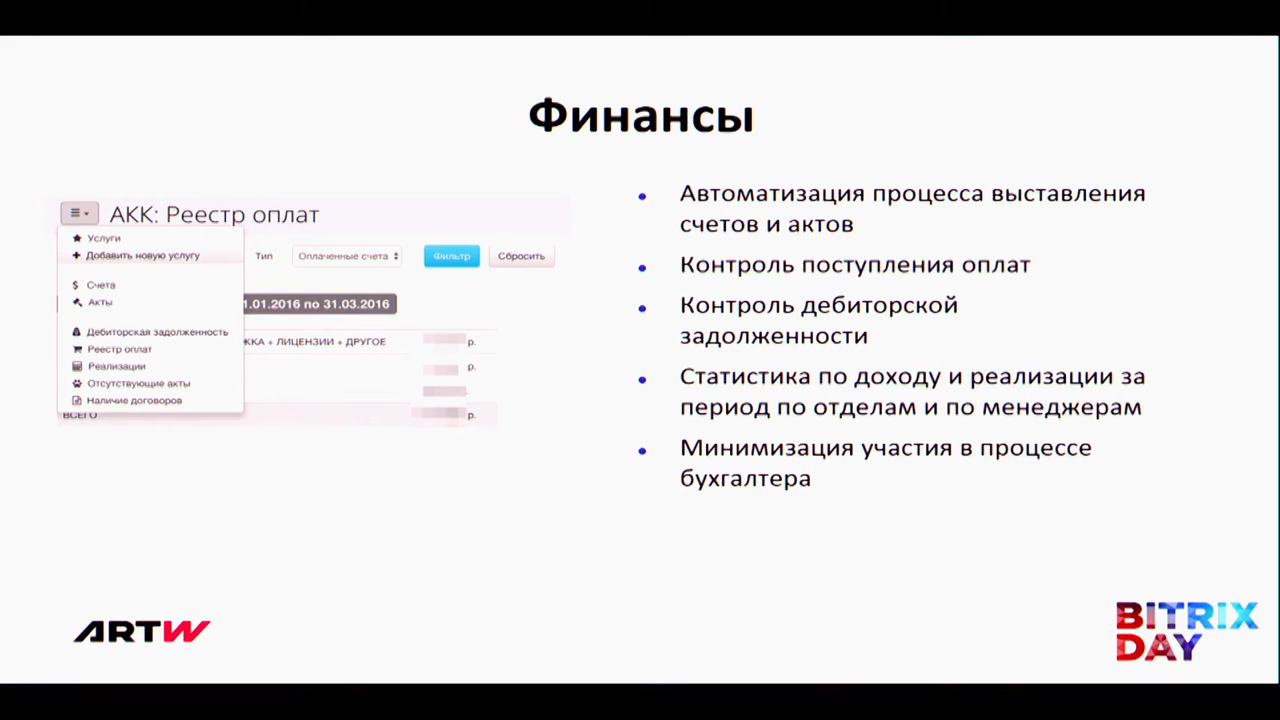 Финансы
АКК: Реестр оплат
Услуги
Добавить новую услугу
Счета
Акты
Дебиторская задолженность
Реестр оплат
Реализации
Отсутствующие акты
Наличие договоров
Тип
Оплаченные счета
Фильтр
Сбросить
.01.2016 по 31.03.2016
ККА + ЛИЦЕНЗИИ + ДРУГОЕ
р.
р.
р.
ВСЕГО
р.
Автоматизация процесса выставления
счетов и актов
Контроль поступления оплат
Контроль дебиторской
задолженности
Статистика по доходу и реализации за
период по отделам и по менеджерам
Минимизация участия в процессе
бухгалтера
ARTW
BITRIX
DAY